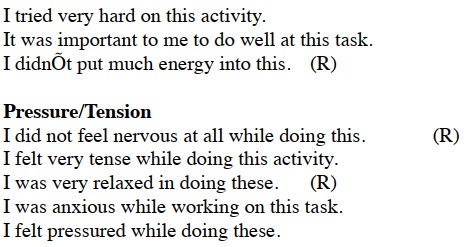 I tried very hard on this activity.
It was important to me to do well at this task.
I didnÕt put much energy into this. (R)
Pressure/Tension
I did not feel nervous at all while doing this. (R)
I felt very tense while doing this activity.
I was very relaxed in doing these. (R)
I was anxious while working on this task.
I felt pressured while doing these.